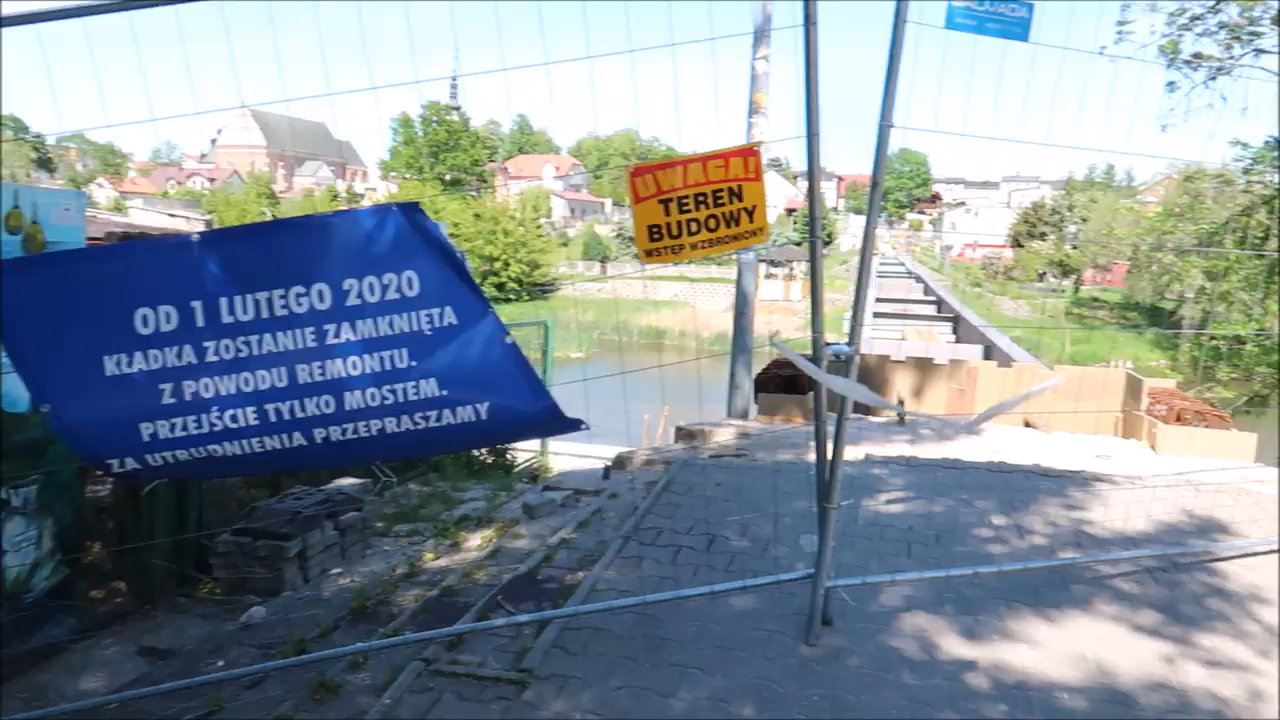 OD 1 LUTEGO 2020
KŁADKA ZOSTANIE ZAMKNIĘTA
Z POWODU REMONTU.
PRZEJŚCIE TYLKO MOSTEM.
ZA UTRUDNIENIA PRZEPRASZAMY
UWAGA!
TEREN
BUDOWY
WSTĘP WZBRONIONY